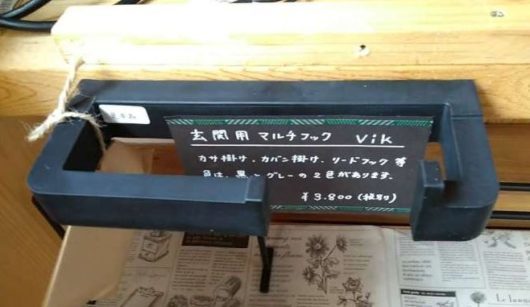 玄関用マルチフック Vik
カサ掛け、カバン掛け、リードフック 等
色は、黒とグレーの2色があります。
¥3.800(税別)